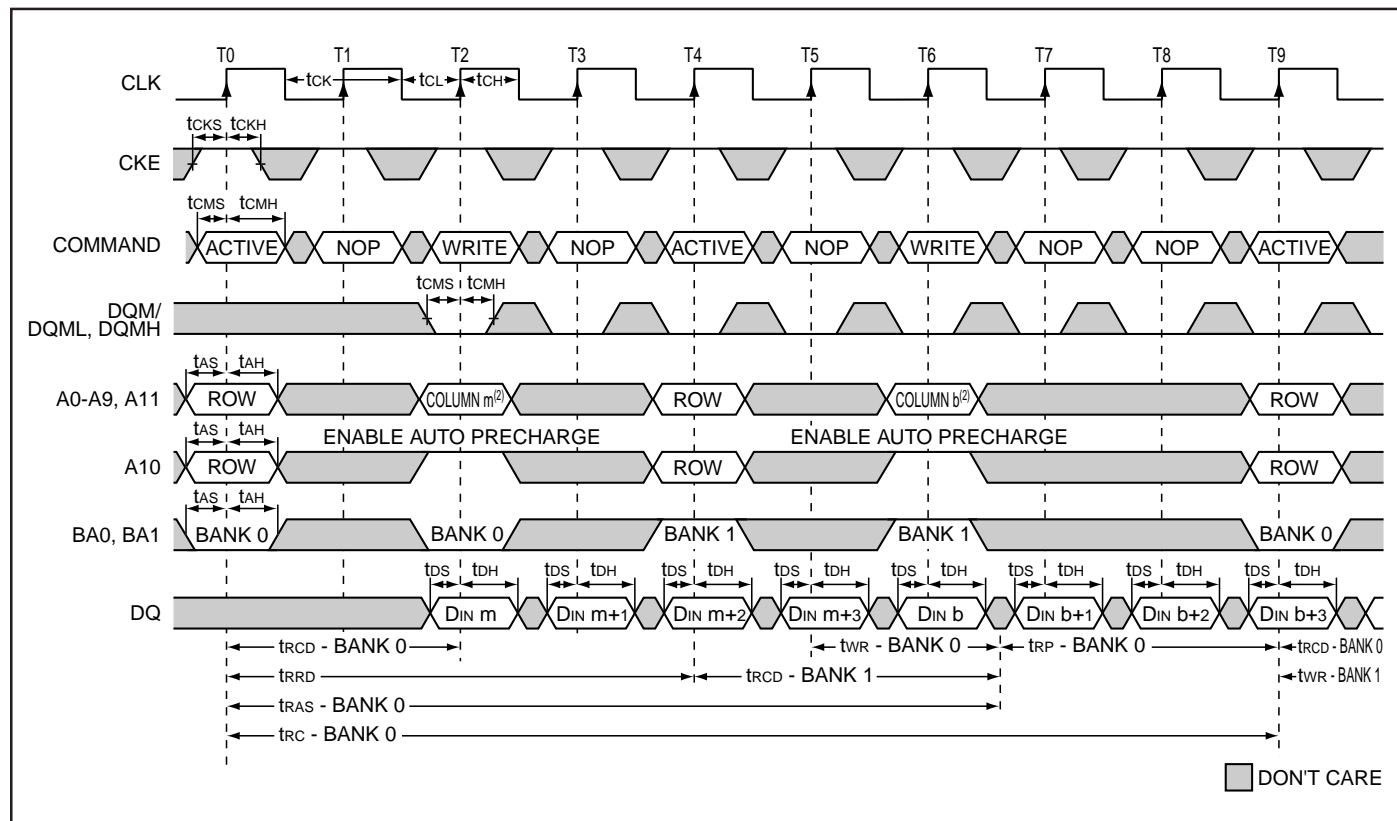 T0 T1 T2 T3 T4 T5 T6 T7 T8 T9
CLK tCK tCL tCH
tCKS tCKH
CKE
tCMS tCMH
COMMAND ACTIVE NOP WRITE NOP ACTIVE NOP WRITE NOP NOP ACTIVE
tCMS tCMH
DQM/
DQML, DQMH
tAS tAH
A0-A9, A11 ROW COLUMN m(2) ROW COLUMN b(2) ROW
tAS tAH ENABLE AUTO PRECHARGE ENABLE AUTO PRECHARGE
A10 ROW ROW ROW
tAS tAH
BA0, BA1 BANK 0 BANK 0 BANK 1 BANK 1 BANK 0
tDS tDH tDS tDH tDS tDH tDS tDH tDS tDH tDS tDH tDS tDH tDS tDH
DQ DIN m DIN m+1 DIN m+2 DIN m+3 DIN b DIN b+1 DIN b+2 DIN b+3
tRCD - BANK 0 tWR - BANK 0 tRP - BANK 0 tRCD - BANK 0
tRRD tRCD - BANK 1 tWR - BANK 1
tRAS - BANK 0
tRC - BANK 0
DON'T CARE